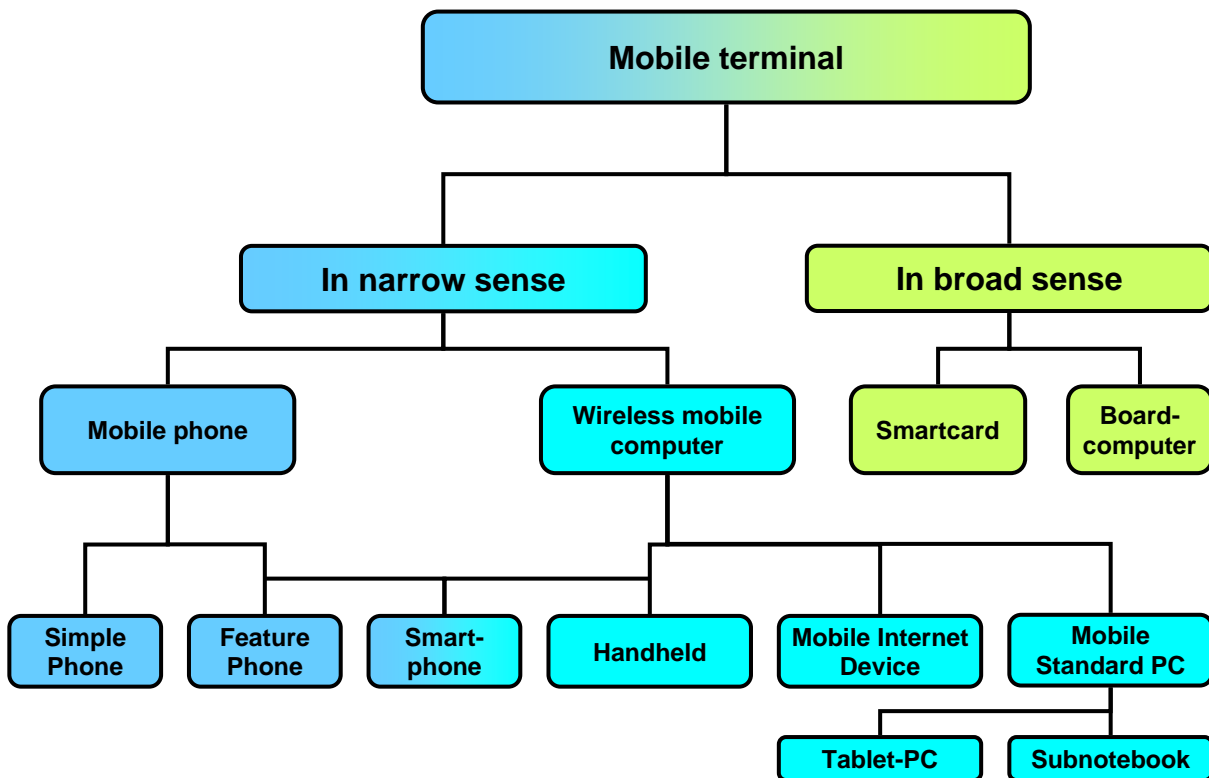 Mobile terminal
In narrow sense
In broad sense
Mobile phone
Wireless mobile
computer
Smartcard
Board-
computer
Simple
Phone
Feature
Phone
Smart-
phone
Handheld
Mobile Internet
Device
Mobile
Standard PC
Tablet-PC
Subnotebook